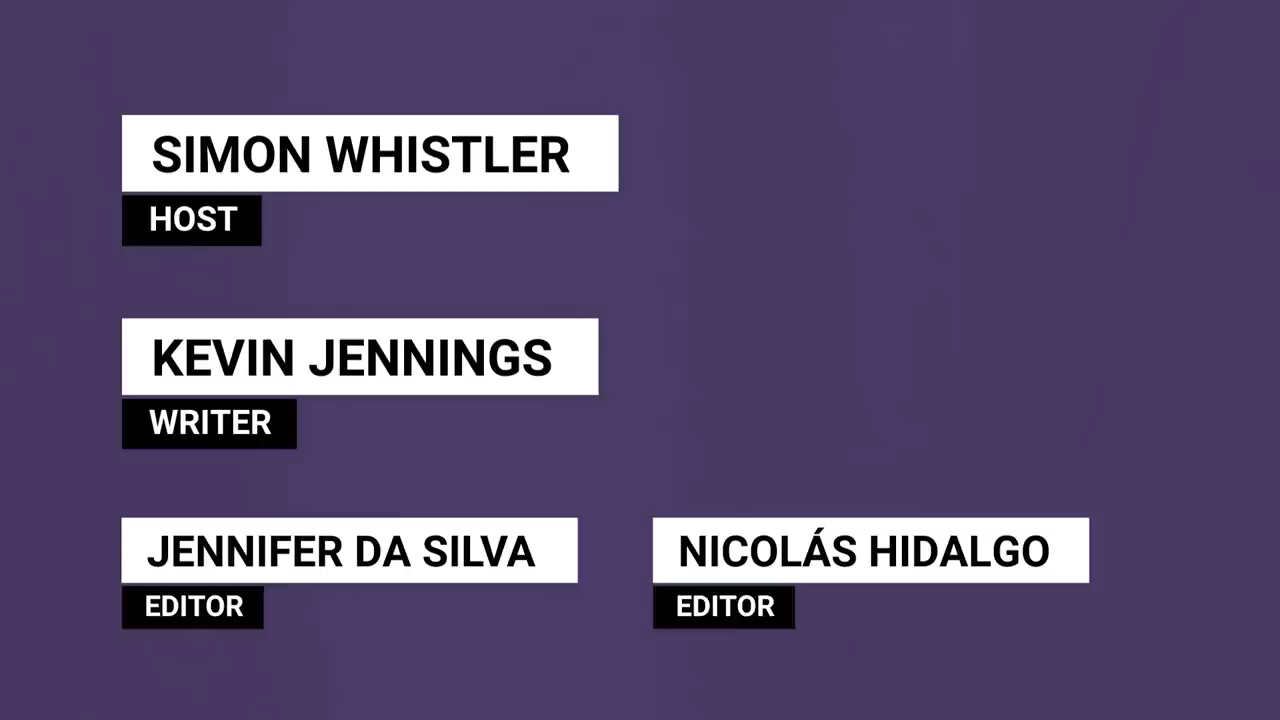 SIMON WHISTLER
HOST
KEVIN JENNINGS
WRITER
JENNIFER DA SILVA
EDITOR
NICOLÁS HIDALGO
EDITOR